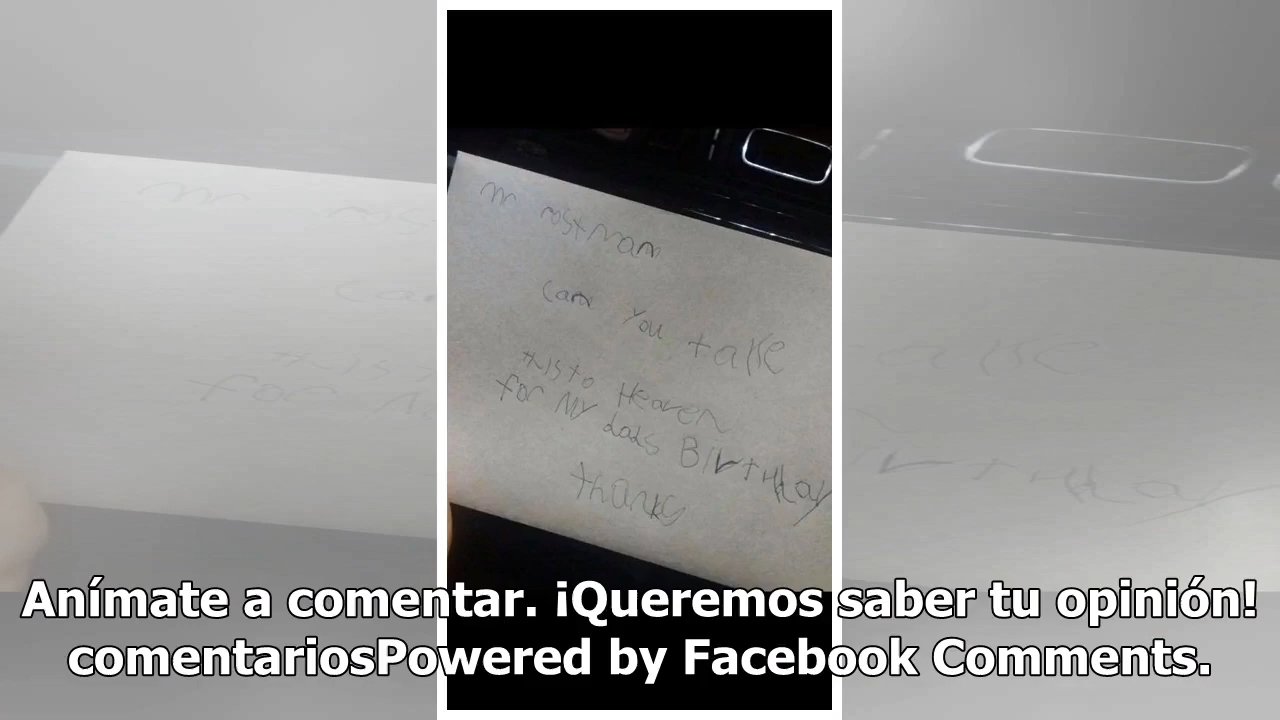 mr Postman
Can you take
this to Heaven
for My dads BirtHday
thanks
Anímate a comentar. ¡Queremos saber tu opinión!
comentariosPowered by Facebook Comments.